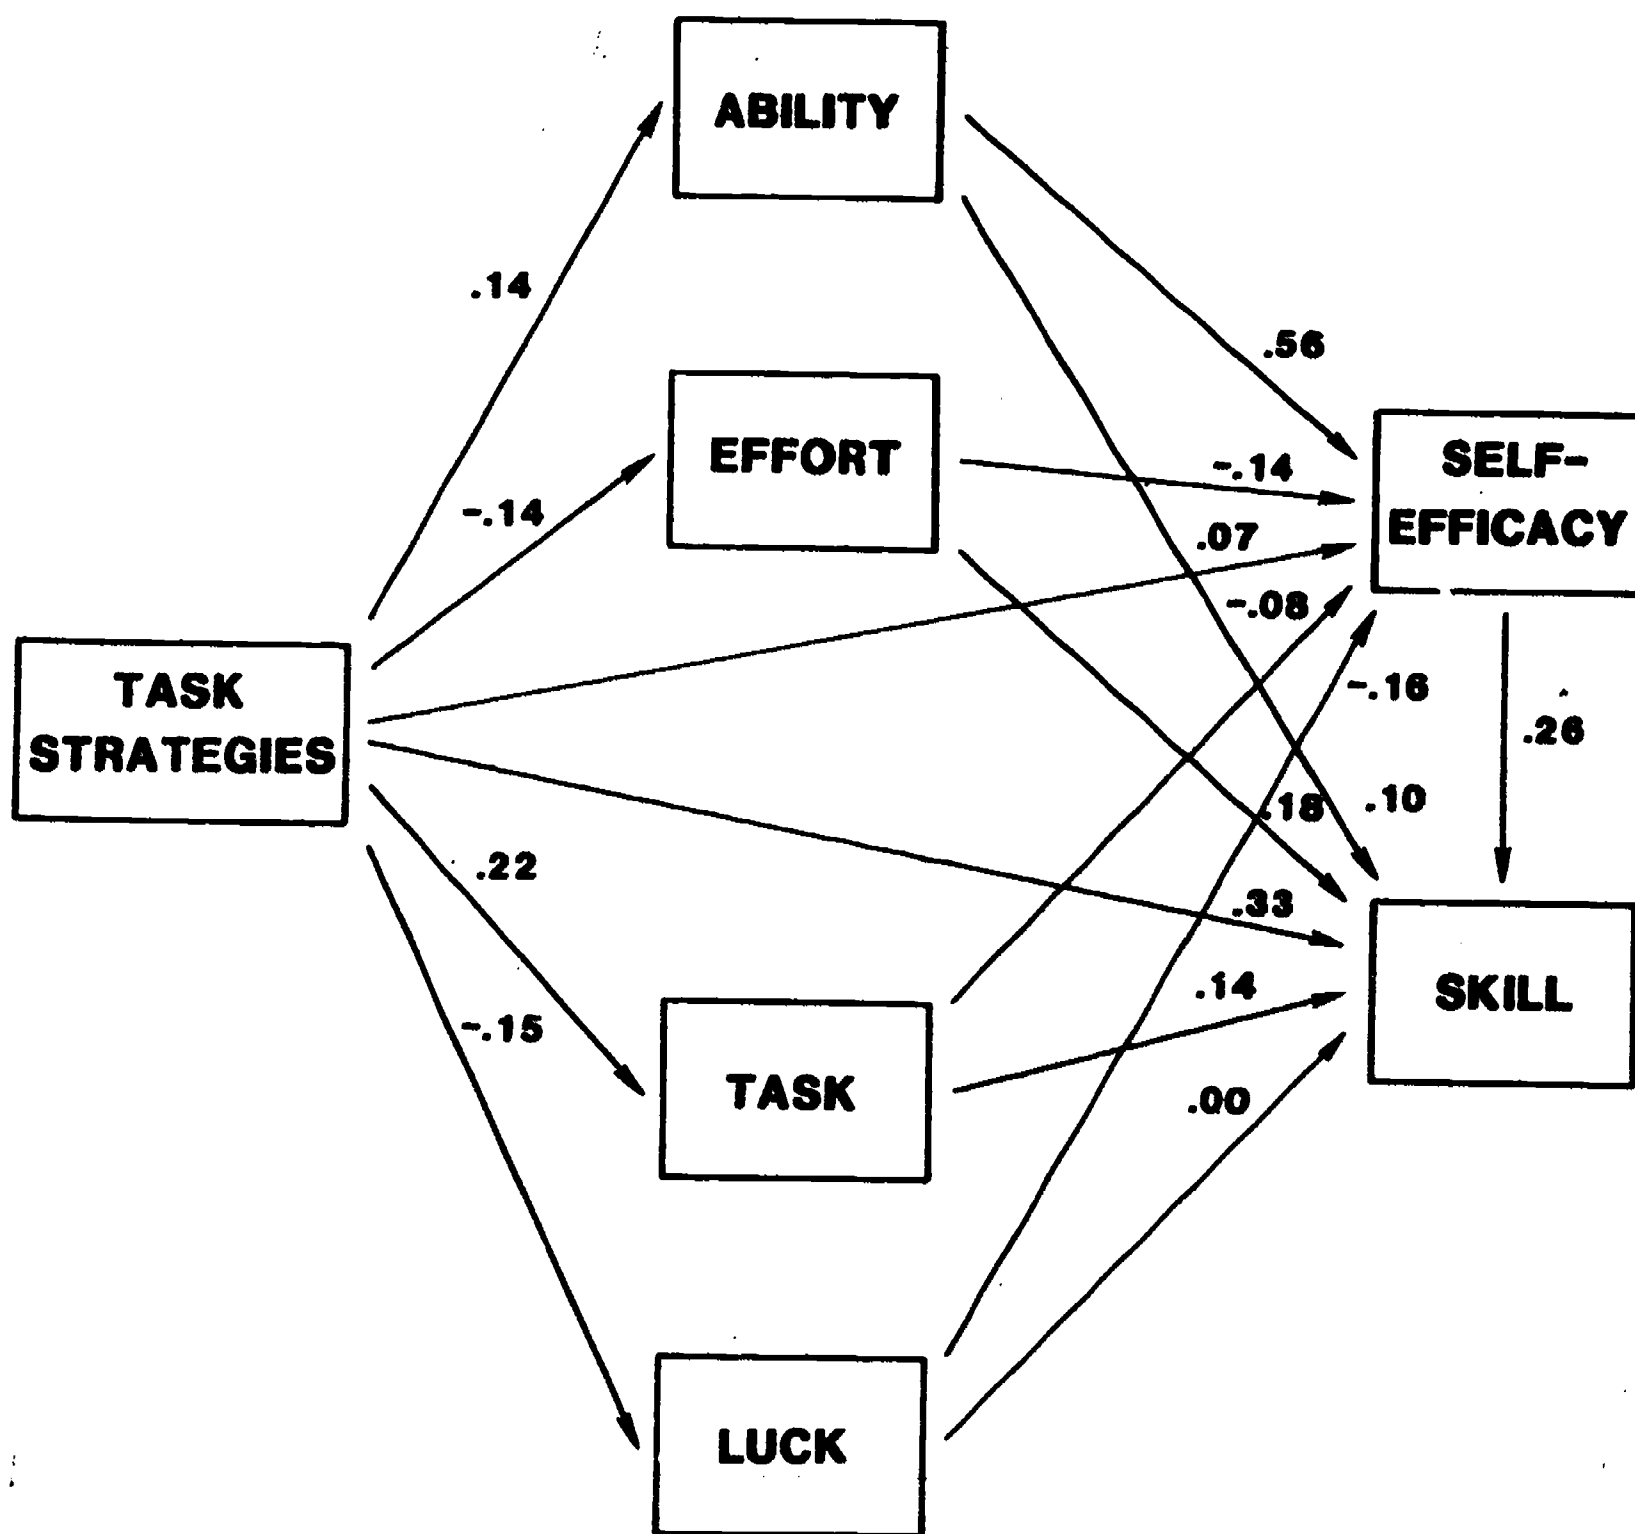 ABILITY
.14
.56
EFFORT
-.14
SELF-
EFFICACY
-.14
.07
-.08
TASK
STRATEGIES
-.16
.26
.18
.10
.22
.33
SKILL
.14
-.15
TASK
.00
LUCK